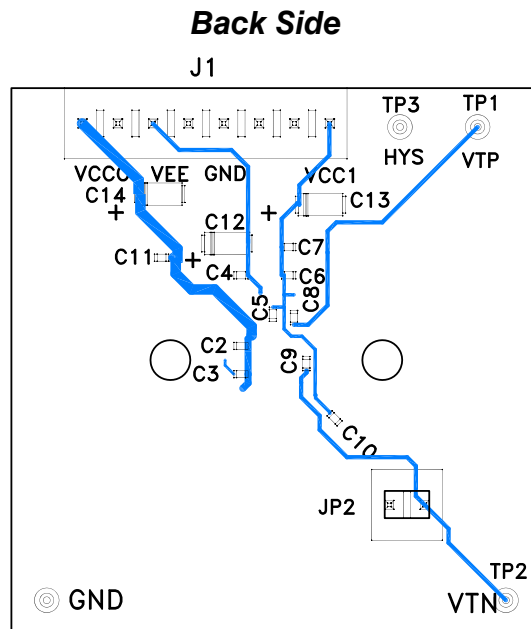 Back Side
J1
TP3
TP1
HYS
VTP
VCCO
VEE
GND
VCC1
C14
C13
C12
C7
C11
C4
C6
C5
C8
C2
C9
C3
C10
JP2
TP2
GND
VTN